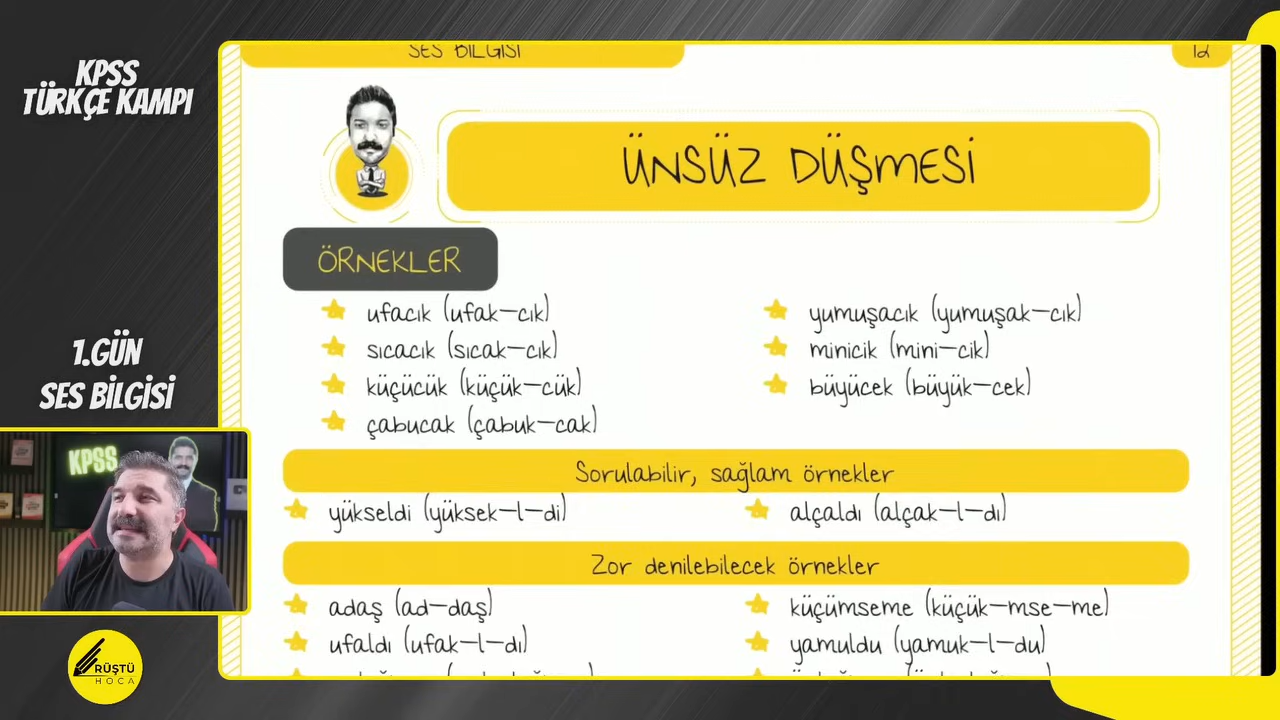 KPSS
TÜRKÇE KAMPI
1.GÜN
SES BİLGİSİ
KPSS
RÜŞTÜ
HOCA
SES BİLGİSİ
12
ÜNSÜZ DÜŞMESİ
ÖRNEKLER
ufacık (ufak-cık)
sıcacık (sıcak-cık)
küçücük (küçük-cük)
çabucak (çabuk-cak)
yumuşacık (yumuşak-cık)
minicik (mini-cik)
büyücek (büyük-cek)
Sorulabilir, sağlam örnekler
yükseldi (yüksek-l-di)
alçaldı (alçak-l-dı)
Zor denilebilecek örnekler
adaş (ad-daş)
ufaldı (ufak-l-dı)
küçümseme (küçük-mse-me)
yamuldu (yamuk-l-du)